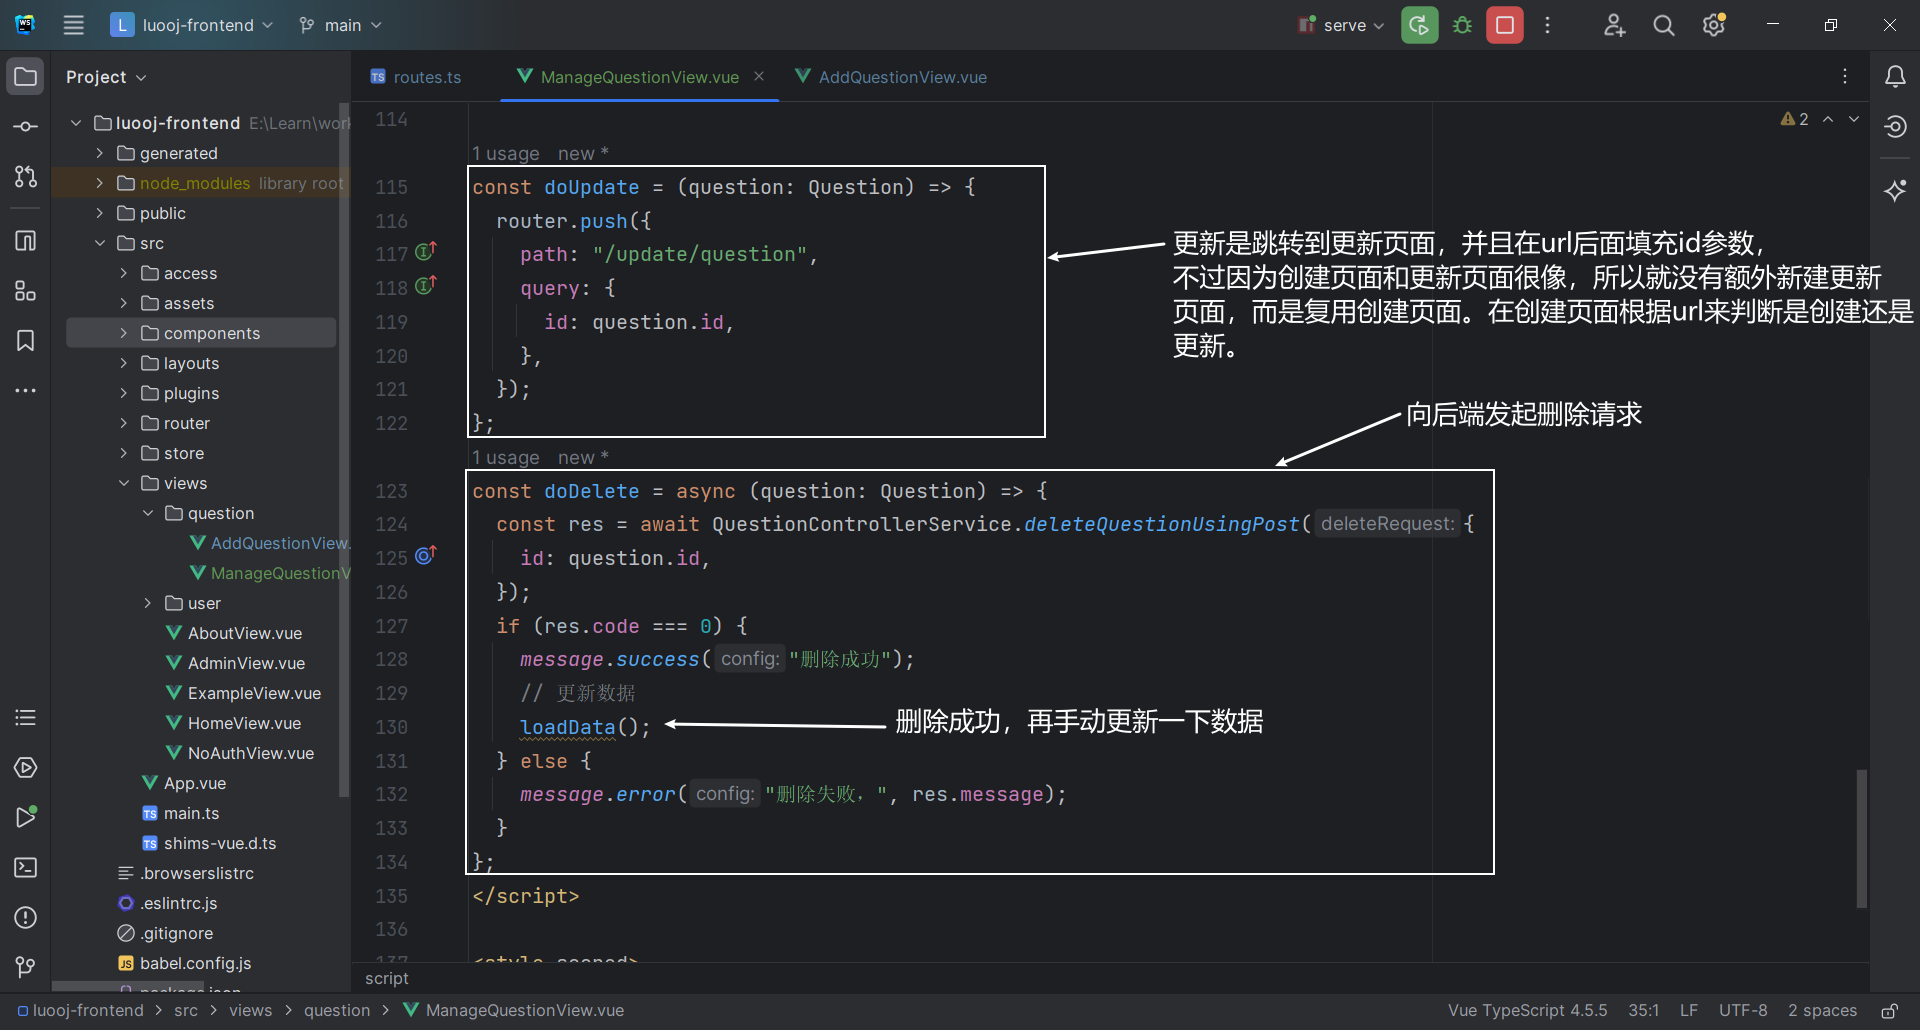 WS
L luooj-frontend
main
serve
Project
TS routes.ts
ManageQuestionView.vue
AddQuestionView.vue
luooj-frontend E:\Learn\work
generated
node_modules library root
public
src
access
assets
components
layouts
plugins
router
store
views
question
AddQuestionView.
ManageQuestionV
user
AboutView.vue
AdminView.vue
ExampleView.vue
HomeView.vue
NoAuthView.vue
App.vue
TS main.ts
TS shims-vue.d.ts
.browserslistrc
.eslintrc.js
.gitignore
JS babel.config.js
package.json
2
114
1 usage new *
115 const doUpdate = (question: Question) => {
116 router.push({
117 path: "/update/question",
118 query: {
119 id: question.id,
120 },
121 });
122 };
1 usage new *
123 const doDelete = async (question: Question) => {
124 const res = await QuestionControllerService.deleteQuestionUsingPost( deleteRequest: {
125 id: question.id,
126 });
127 if (res.code === 0) {
128 message.success( config: "删除成功");
129 // 更新数据
130 loadData();
131 } else {
132 message.error( config: "删除失败，", res.message);
133 }
134 };
135 </script>
136
137 <style scoped>
更新是跳转到更新页面，并且在url后面填充id参数，
不过因为创建页面和更新页面很像，所以就没有额外新建更新
页面，而是复用创建页面。在创建页面根据url来判断是创建还是
更新。
向后端发起删除请求
删除成功，再手动更新一下数据
script
luooj-frontend > src > views > question > ManageQuestionView.vue
Vue TypeScript 4.5.5 35:1 LF UTF-8 2 spaces